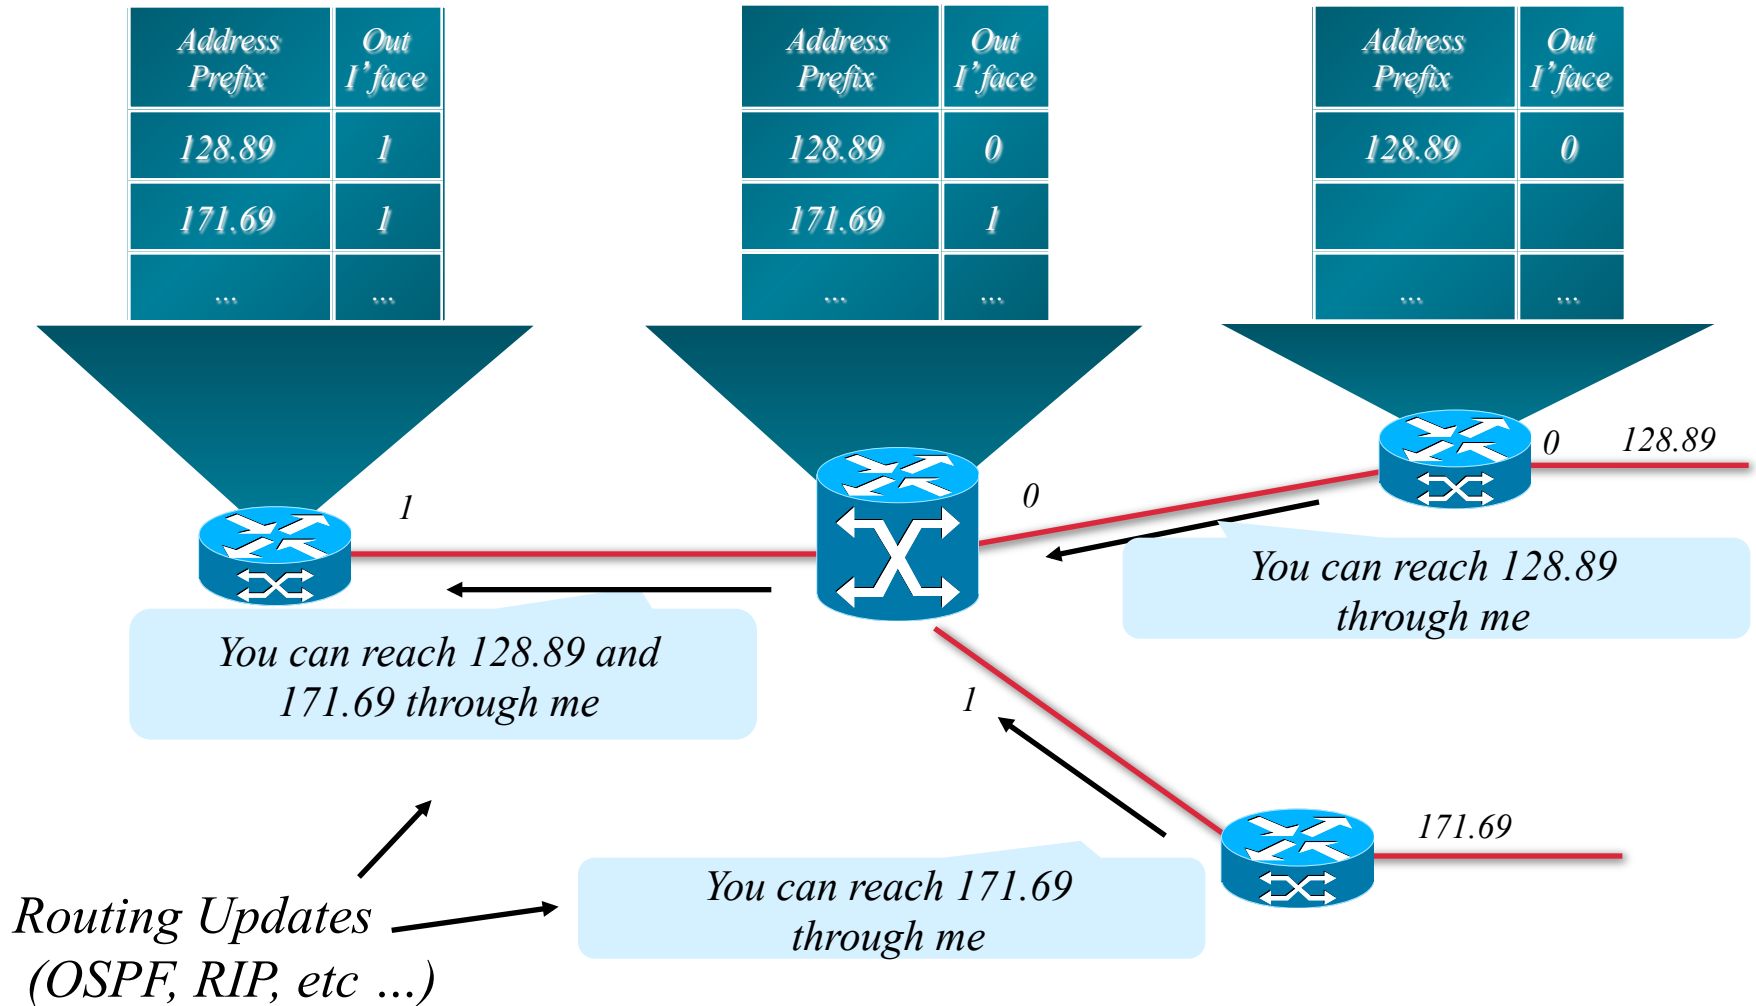 Address Prefix Out I’face
128.89 1
171.69 1
... ...
Address Prefix Out I’face
128.89 0
171.69 1
... ...
Address Prefix Out I’face
128.89 0
... ...
1
0
0
128.89
You can reach 128.89
through me
You can reach 128.89 and
171.69 through me
1
171.69
You can reach 171.69
through me
Routing Updates
(OSPF, RIP, etc ...)